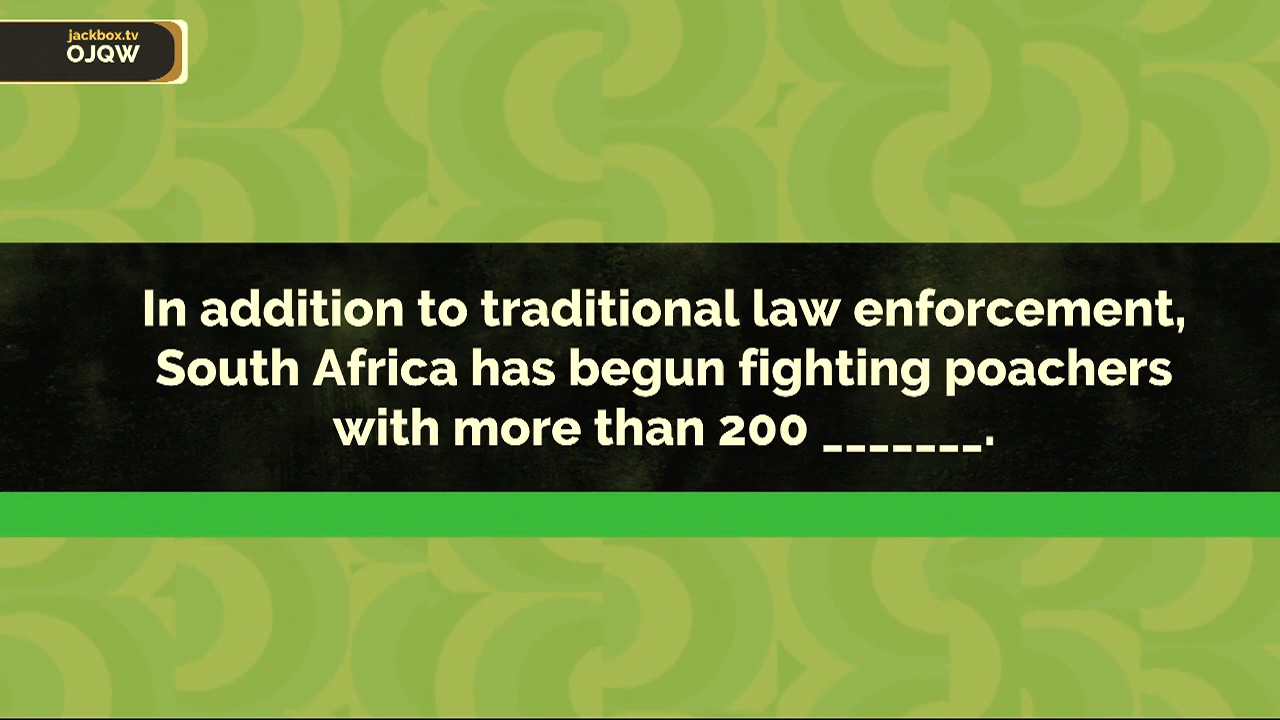 jackbox.tv
OJQW
In addition to traditional law enforcement,
South Africa has begun fighting poachers
with more than 200 _______.